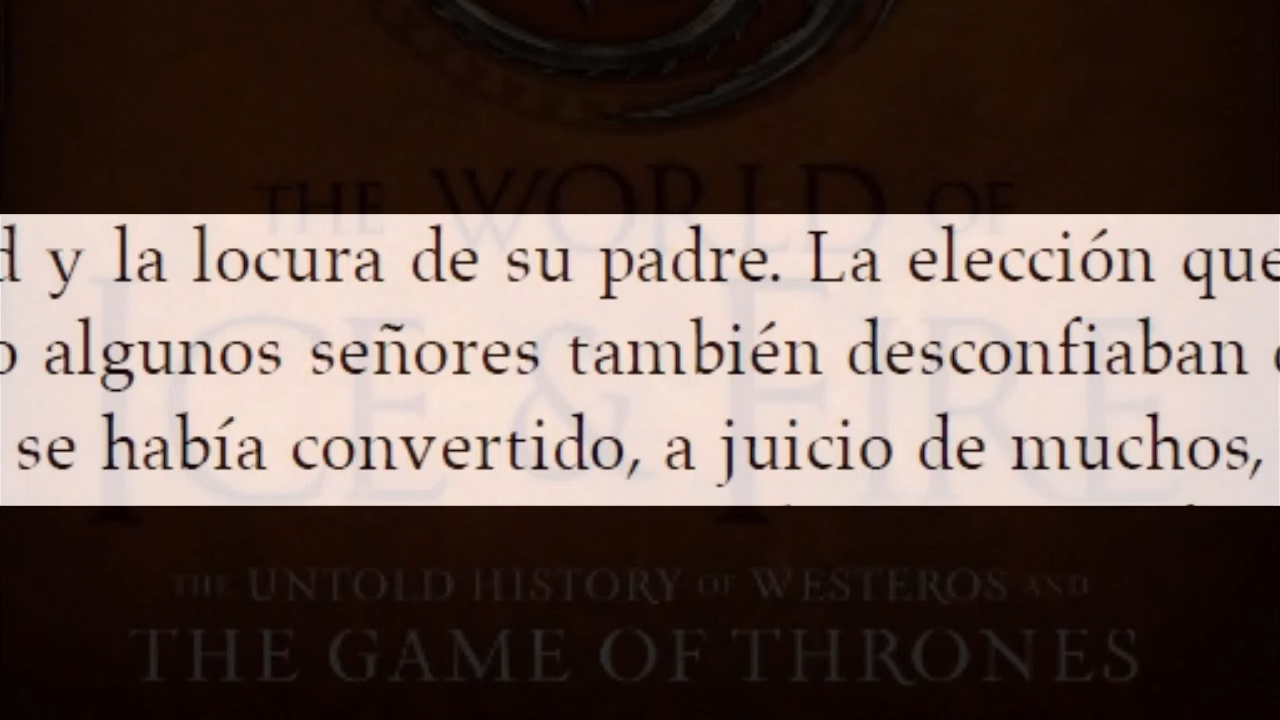 THE WORLD OF
d y la locura de su padre. La elección que
o algunos señores también desconfiaban
se había convertido, a juicio de muchos,
ICE & FIRE
THE UNTOLD HISTORY OF WESTEROS AND
THE GAME OF THRONES